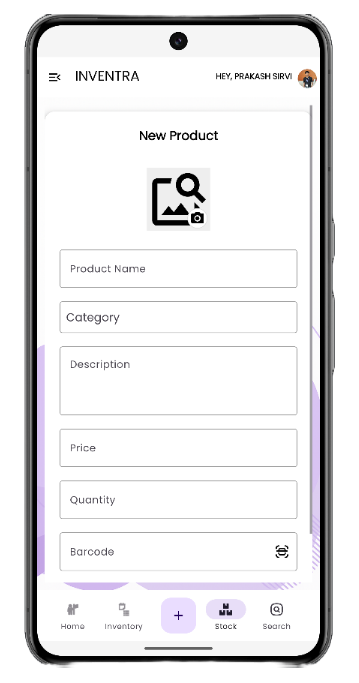 INVENTRA
HEY, PRAKASH SIRVI
New Product
Product Name
Category
Description
Price
Quantity
Barcode
Home
Inventory
+
Stock
Search